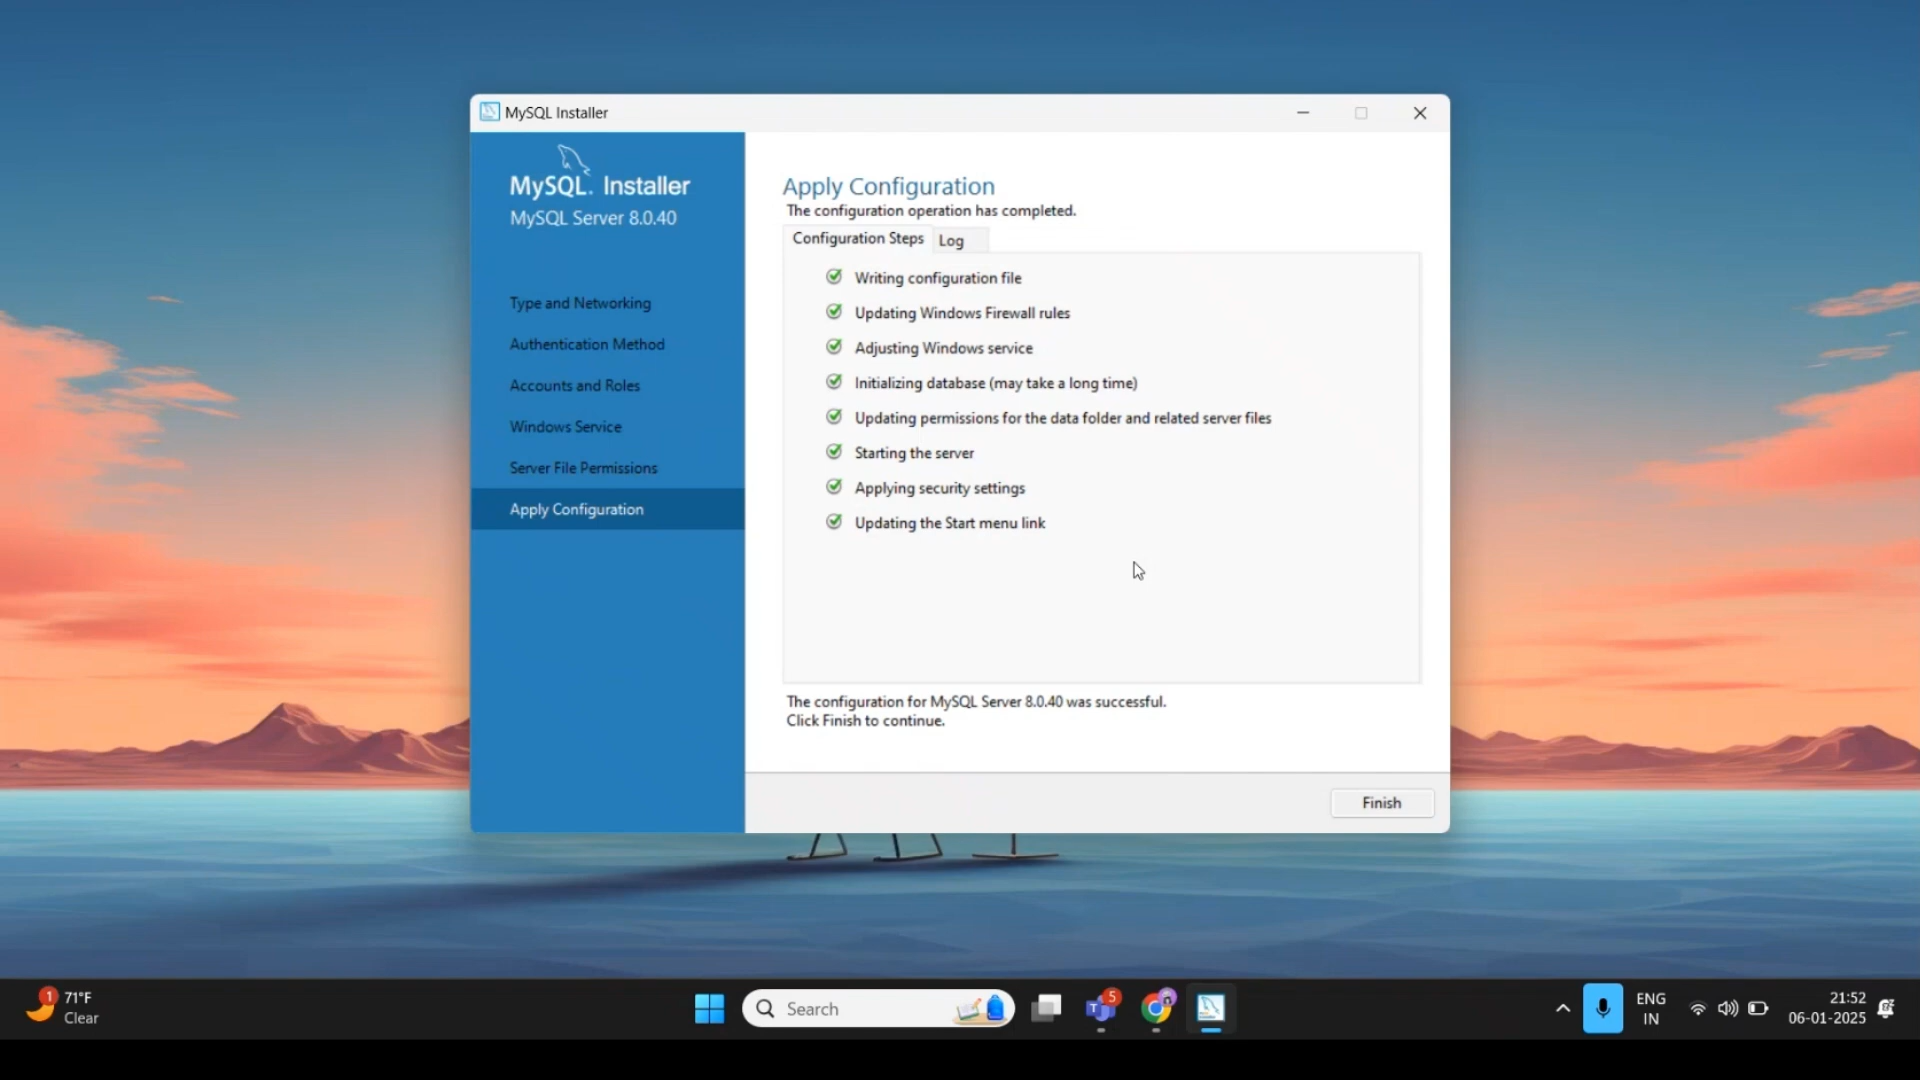 MySQL Installer
MySQL. Installer
MySQL Server 8.0.40
Type and Networking
Authentication Method
Accounts and Roles
Windows Service
Server File Permissions
Apply Configuration
Apply Configuration
The configuration operation has completed.
Configuration Steps
Log
Writing configuration file
Updating Windows Firewall rules
Adjusting Windows service
Initializing database (may take a long time)
Updating permissions for the data folder and related server files
Starting the server
Applying security settings
Updating the Start menu link
The configuration for MySQL Server 8.0.40 was successful.
Click Finish to continue.
Finish
1
71°F
Clear
Search
5
ENG
IN
21:52
06-01-2025